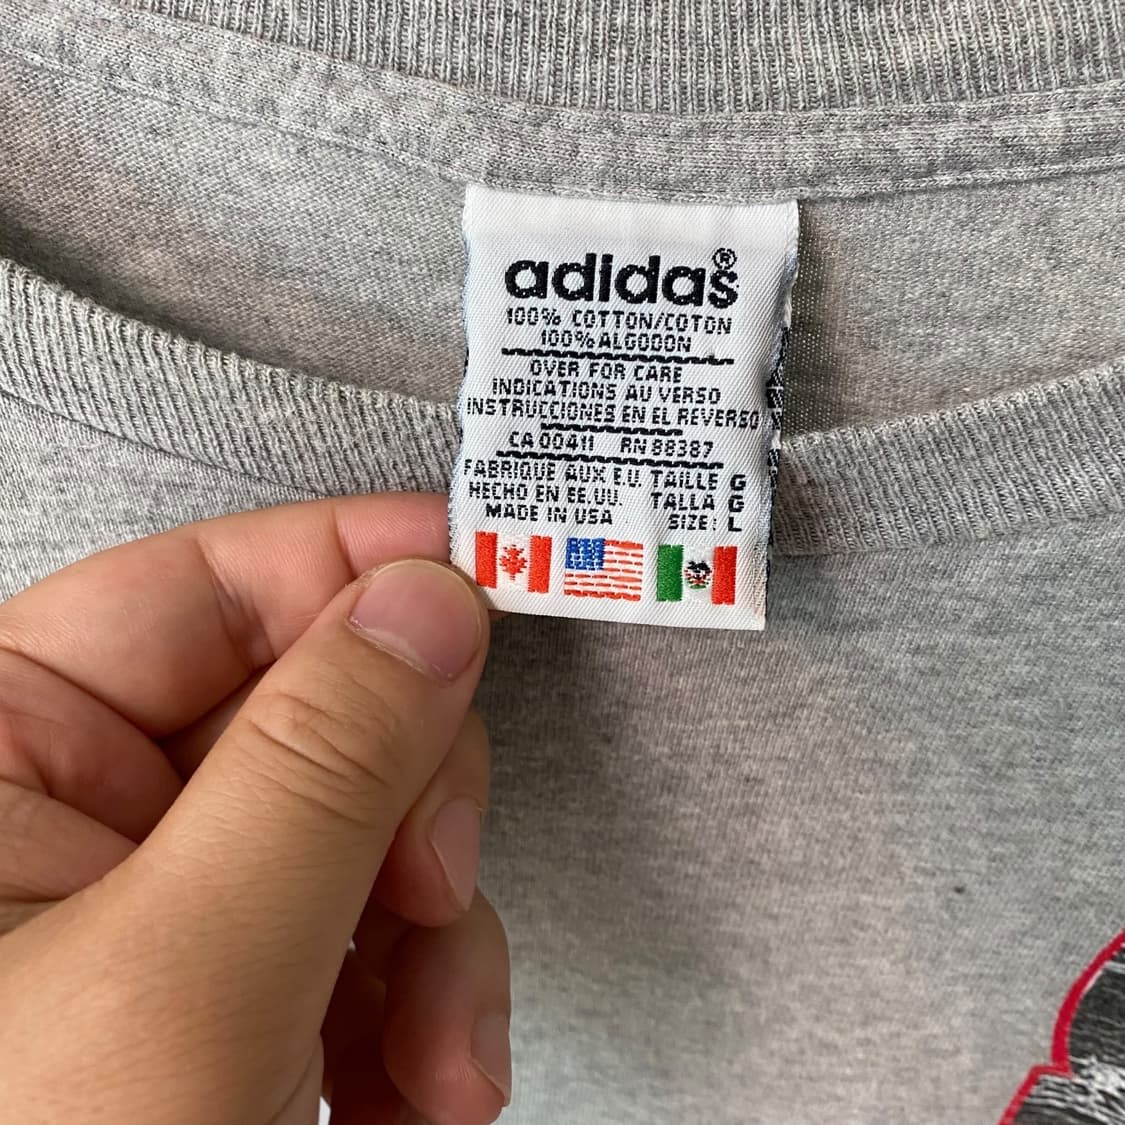 adidas®
100% COTTON/COTON
100% ALGODON
OVER FOR CARE
INDICATIONS AU VERSO
INSTRUCCIONES EN EL REVERSO
CA 00411 RN 88387
FABRIQUE AUX E.U. TAILLE G
HECHO EN EE.UU. TALLA G
MADE IN USA SIZE: L